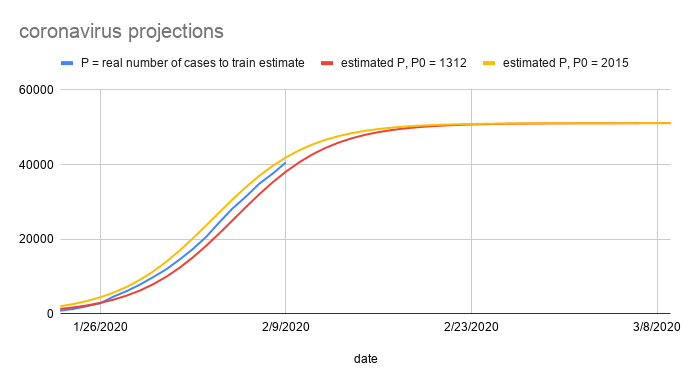 coronavirus projections
P = real number of cases to train estimate estimated P, P0 = 1312 estimated P, P0 = 2015
60000
40000
20000
0
1/26/2020 2/9/2020 2/23/2020 3/8/2020
date